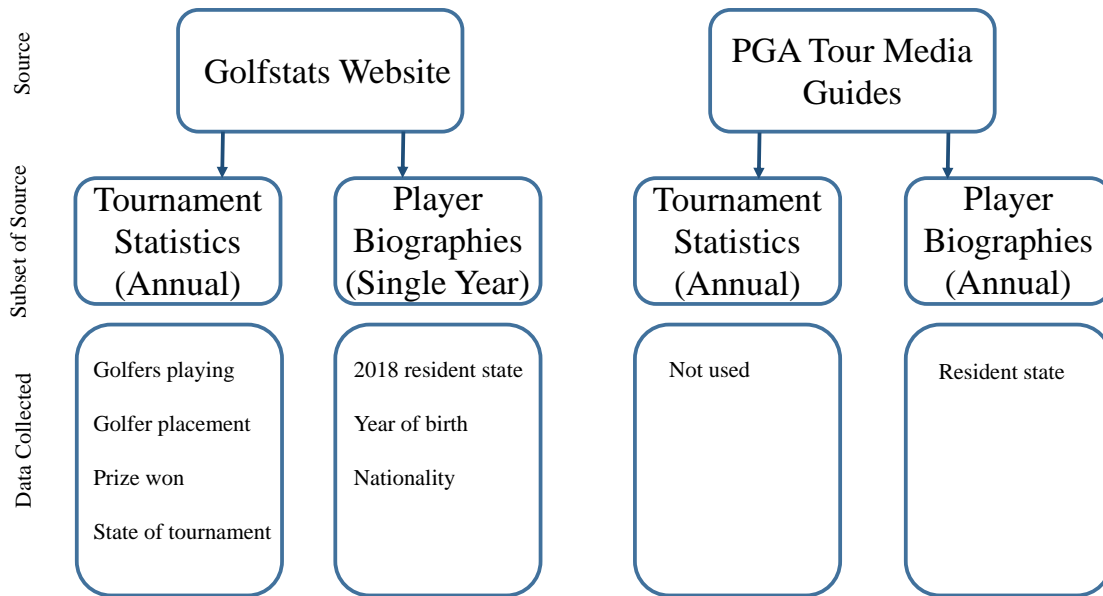 Source
Golfstats Website
PGA Tour Media
Guides
Subset of Source
Tournament
Statistics
(Annual)
Player
Biographies
(Single Year)
Tournament
Statistics
(Annual)
Player
Biographies
(Annual)
Data Collected
Golfers playing
Golfer placement
Prize won
State of tournament
2018 resident state
Year of birth
Nationality
Not used
Resident state